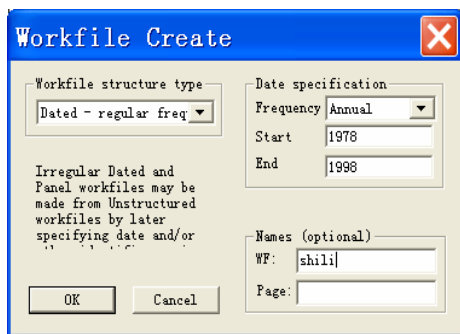 Workfile Create
Workfile structure type
Dated - regular freq
Irregular Dated and
Panel workfiles may be
made from Unstructured
workfiles by later
specifying date and/or
Date specification
Frequency Annual
Start 1978
End 1998
Names (optional)
WF: shili
Page:
OK Cancel